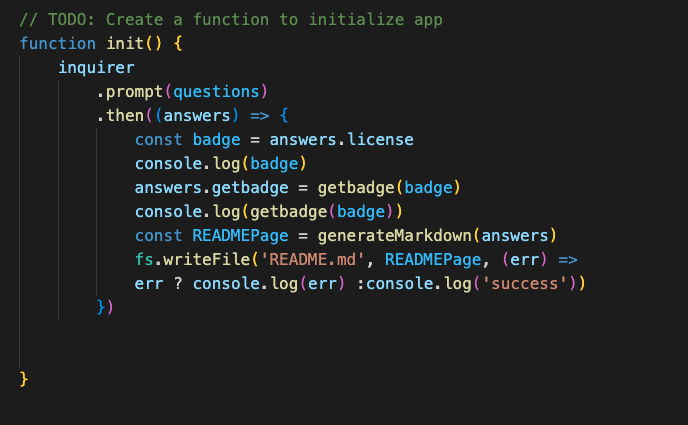 // TODO: Create a function to initialize app
function init() {
    inquirer
        .prompt(questions)
        .then((answers) => {
            const badge = answers.license
            console.log(badge)
            answers.getbadge = getbadge(badge)
            console.log(getbadge(badge))
            const READMEPage = generateMarkdown(answers)
            fs.writeFile('README.md', READMEPage, (err) =>
            err ? console.log(err) :console.log('success'))
        })
}